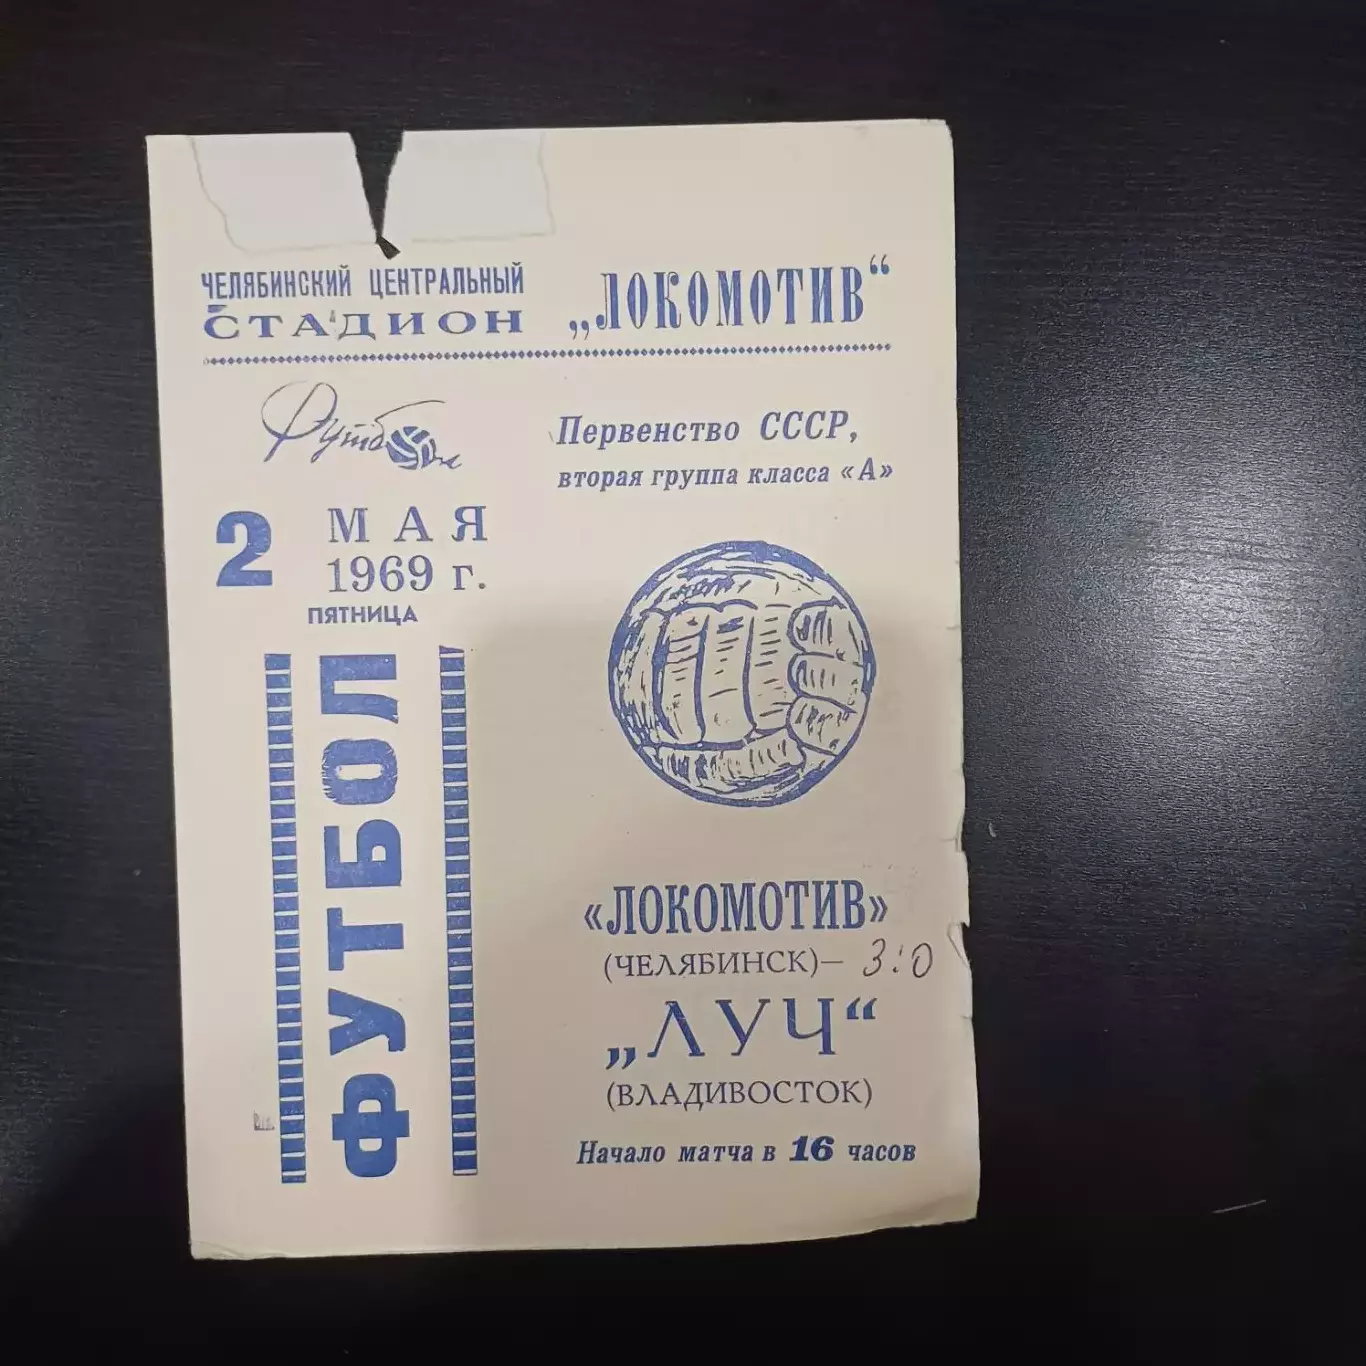 ЧЕЛЯБИНСКИЙ ЦЕНТРАЛЬНЫЙ
СТАДИОН „ЛОКОМОТИВ“
Футбол
Первенство СССР,
вторая группа класса «А»
2 МАЯ
1969 г.
ПЯТНИЦА
ФУТБОЛ
«ЛОКОМОТИВ»
(ЧЕЛЯБИНСК)— 3:0
„ЛУЧ“
(ВЛАДИВОСТОК)
Начало матча в 16 часов